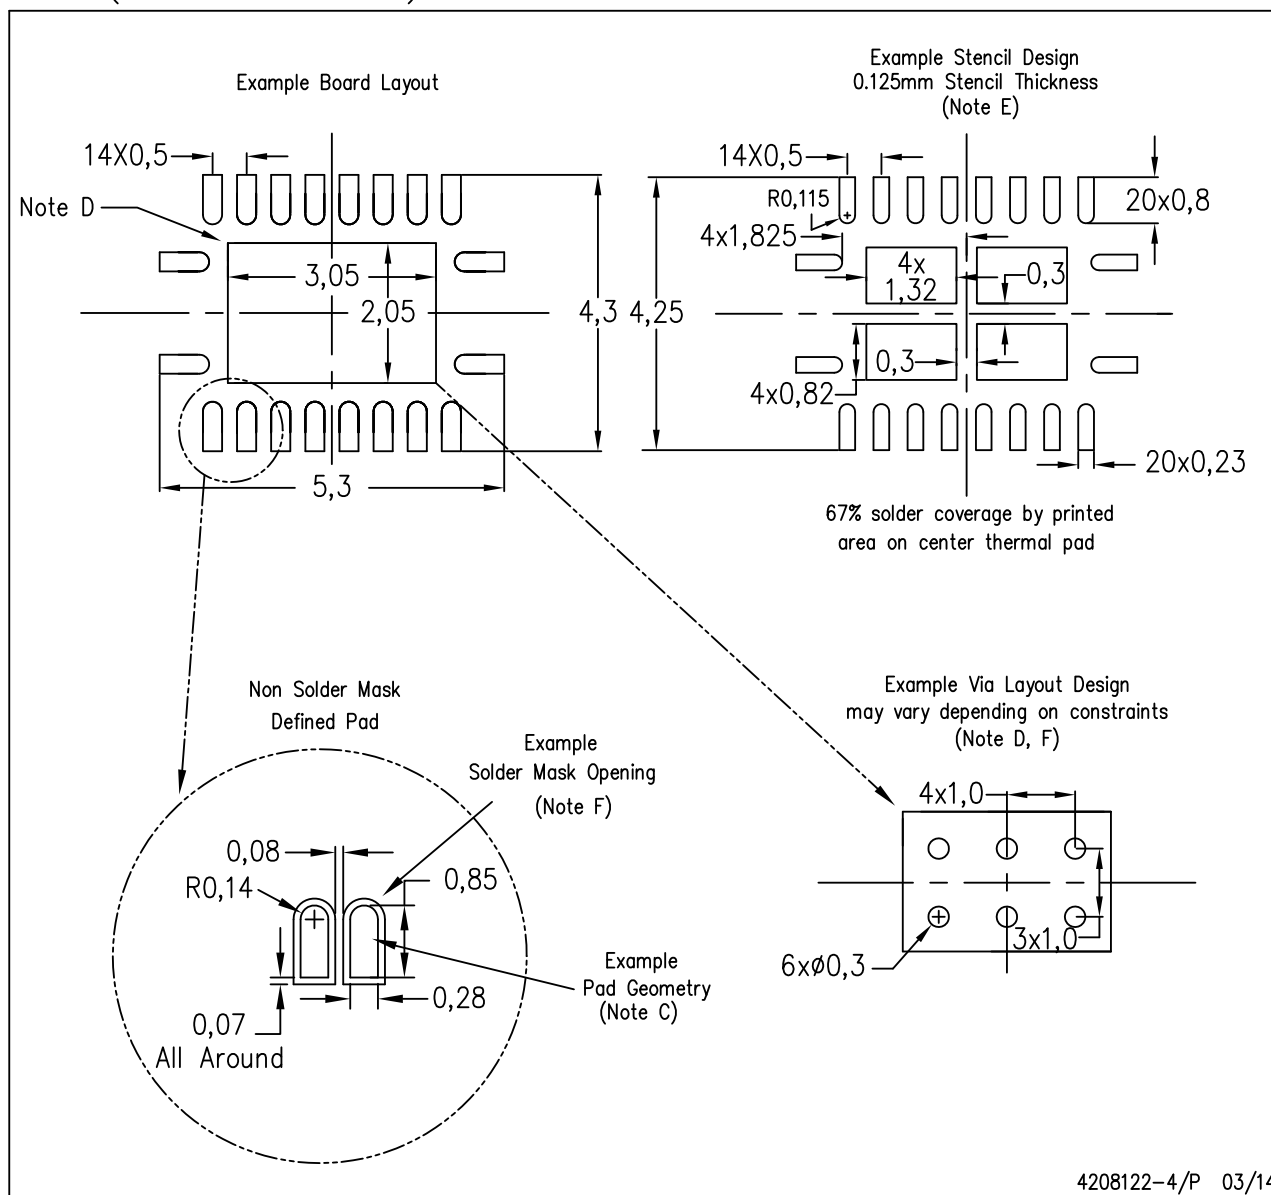 Example Board Layout
14X0,5
Note D
3,05
2,05
4,3
5,3
Example Stencil Design
0.125mm Stencil Thickness
(Note E)
14X0,5
R0,115
20x0,8
4x1,825
4x
1,32
0,3
4,25
0,3
4x0,82
20x0,23
67% solder coverage by printed
area on center thermal pad
Non Solder Mask
Defined Pad
Example
Solder Mask Opening
(Note F)
0,08
R0,14
0,85
0,28
0,07
All Around
Example
Pad Geometry
(Note C)
Example Via Layout Design
may vary depending on constraints
(Note D, F)
4x1,0
3x1,0
6xø0,3
4208122-4/P 03/14